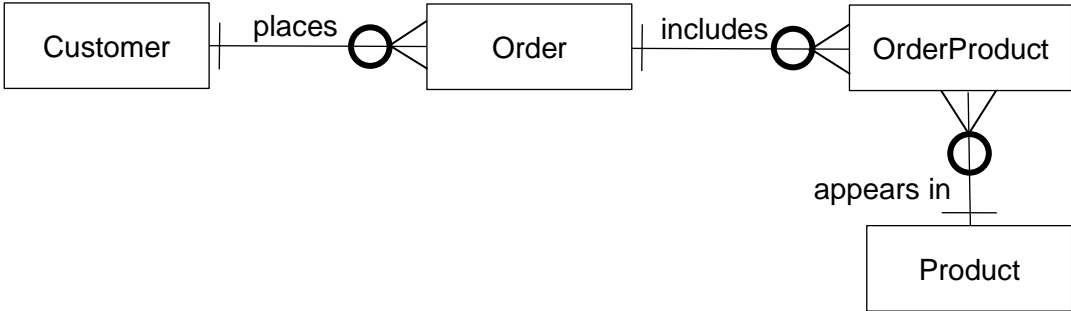 Customer
places
Order
includes
OrderProduct
appears in
Product